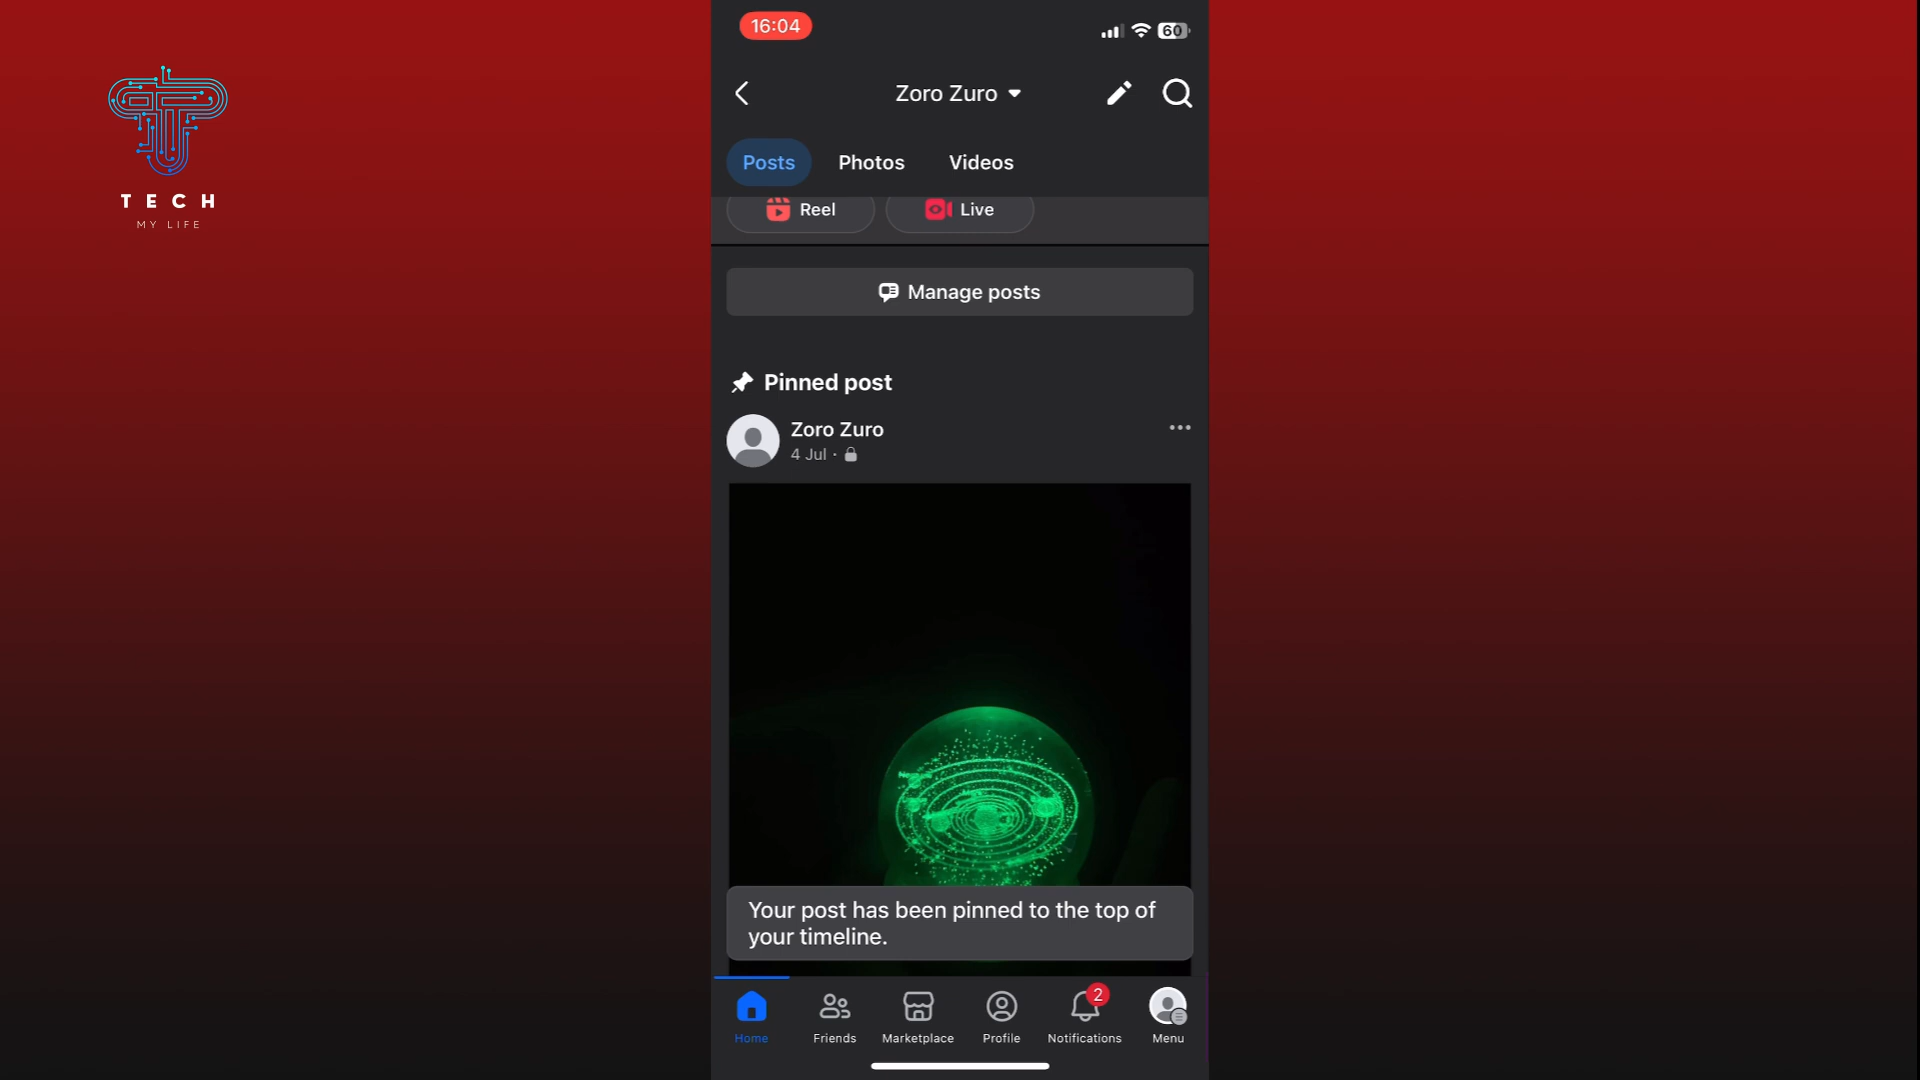 TECH
MY LIFE
16:04
60
Zoro Zuro
Posts Photos Videos
Reel Live
Manage posts
Pinned post
Zoro Zuro
4 Jul ·
Your post has been pinned to the top of
your timeline.
2
Home Friends Marketplace Profile Notifications Menu